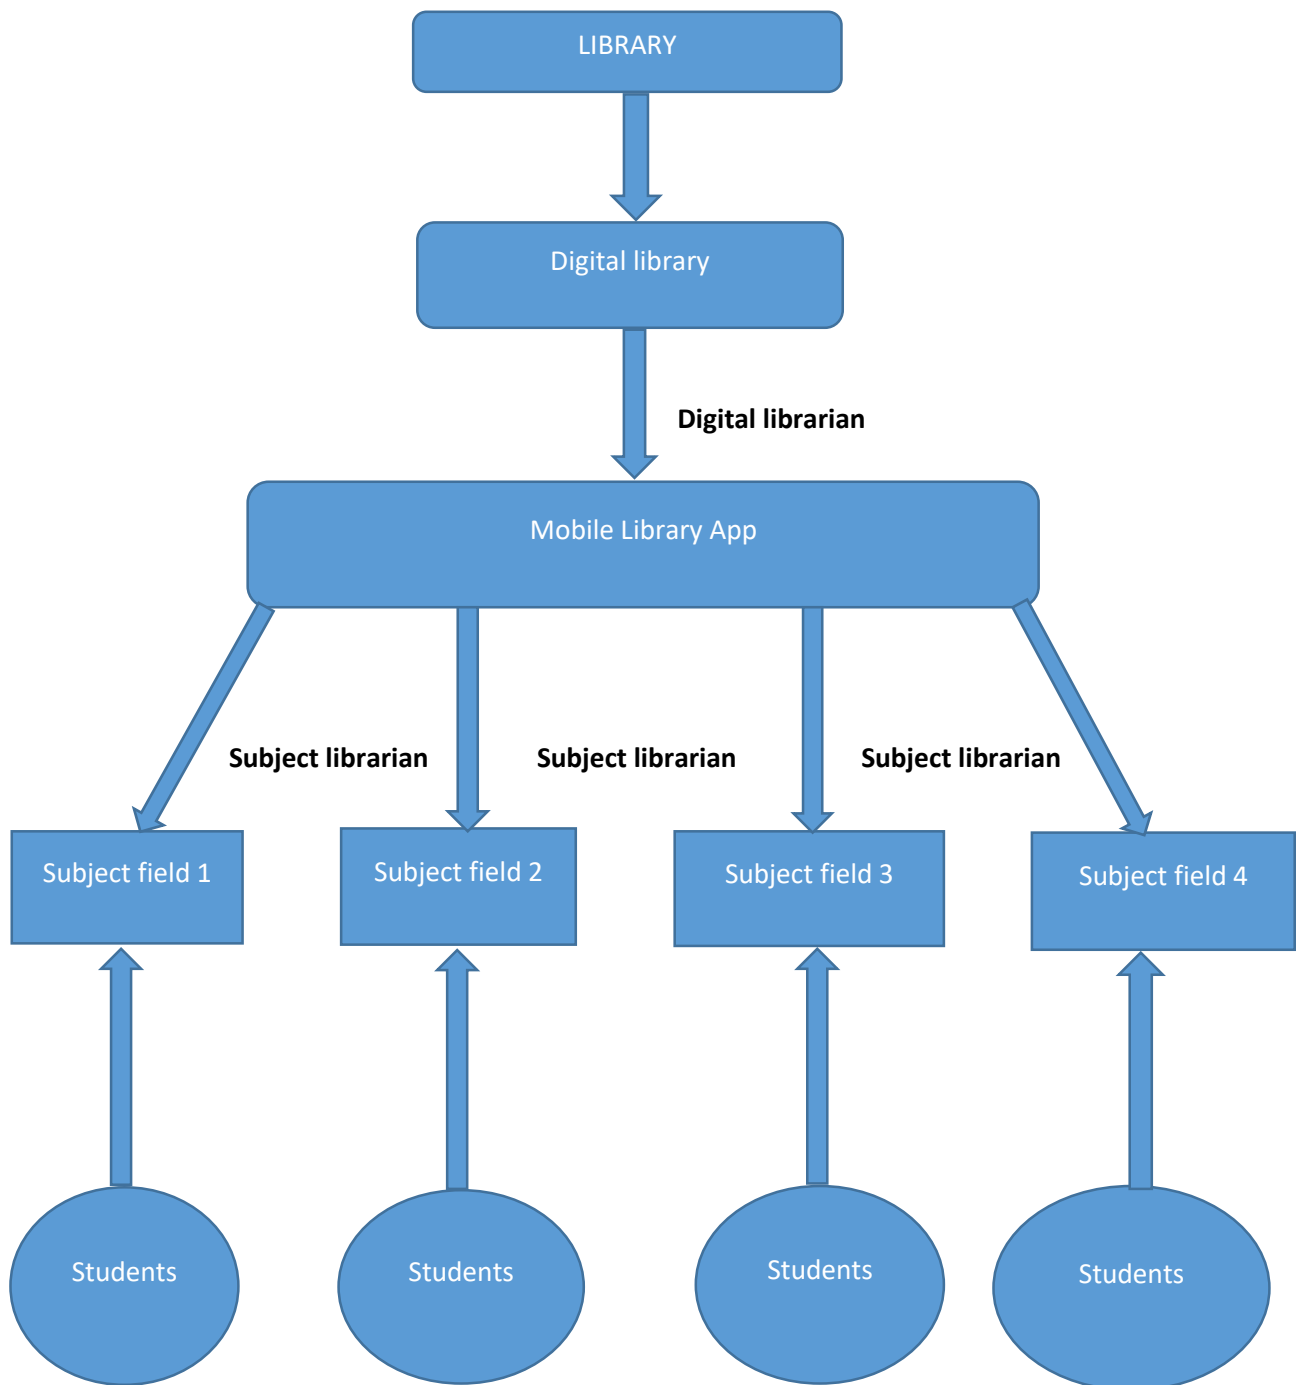 LIBRARY
Digital library
Digital librarian
Mobile Library App
Subject librarian
Subject librarian
Subject librarian
Subject field 1
Subject field 2
Subject field 3
Subject field 4
Students
Students
Students
Students